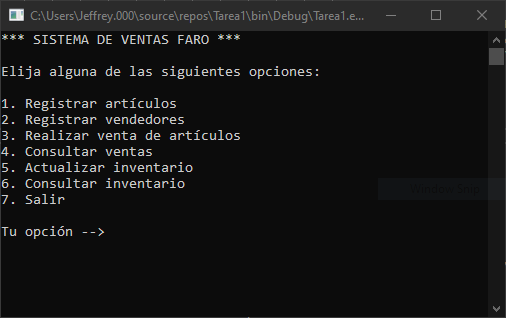 C:\Users\Jeffrey.000\source\repos\Tarea1\bin\Debug\Tarea1.e...
*** SISTEMA DE VENTAS FARO ***
Elija alguna de las siguientes opciones:
1. Registrar artículos
2. Registrar vendedores
3. Realizar venta de artículos
4. Consultar ventas
5. Actualizar inventario
6. Consultar inventario
7. Salir
Window Snip
Tu opción -->